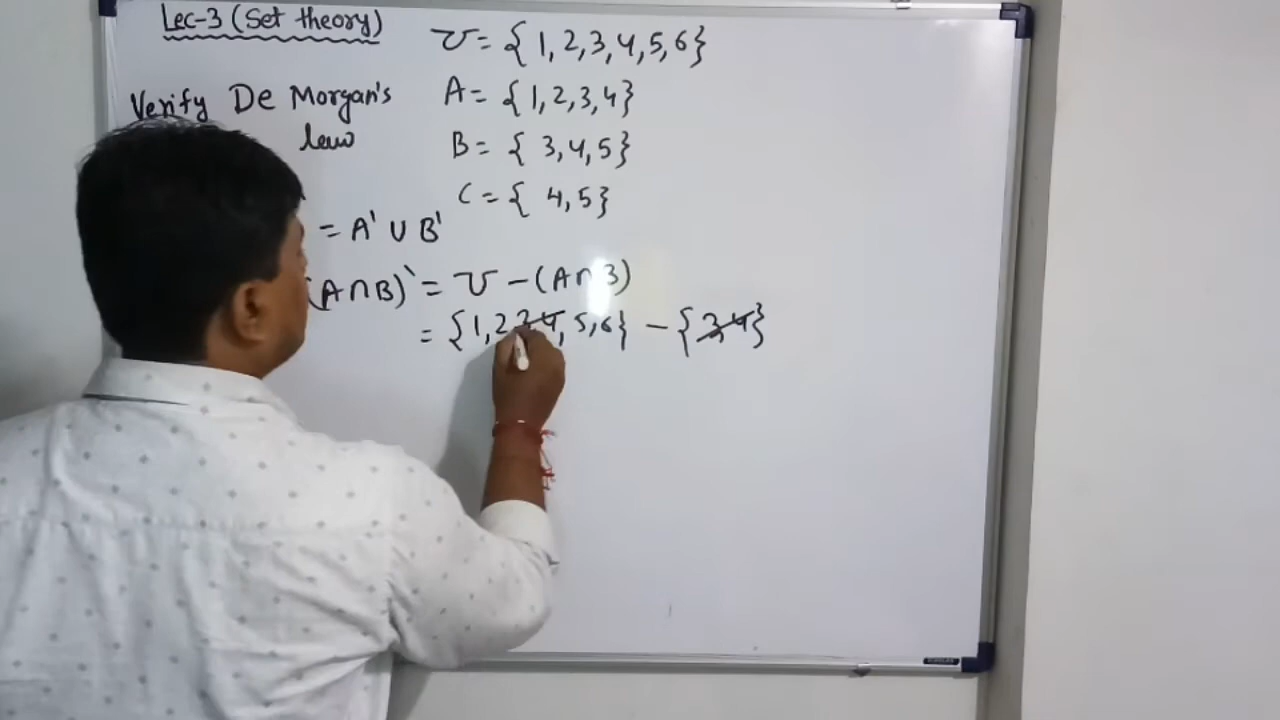 Lec-3 (Set theory)
U = { 1, 2, 3, 4, 5, 6}
Verify De Morgan's law
A = {1, 2, 3, 4}
B = { 3, 4, 5}
C = { 4, 5}
= A' ∪ B'
(A∩B)' = U - (A∩B)
= {1, 2 3 4, 5, 6} - {3, 4}